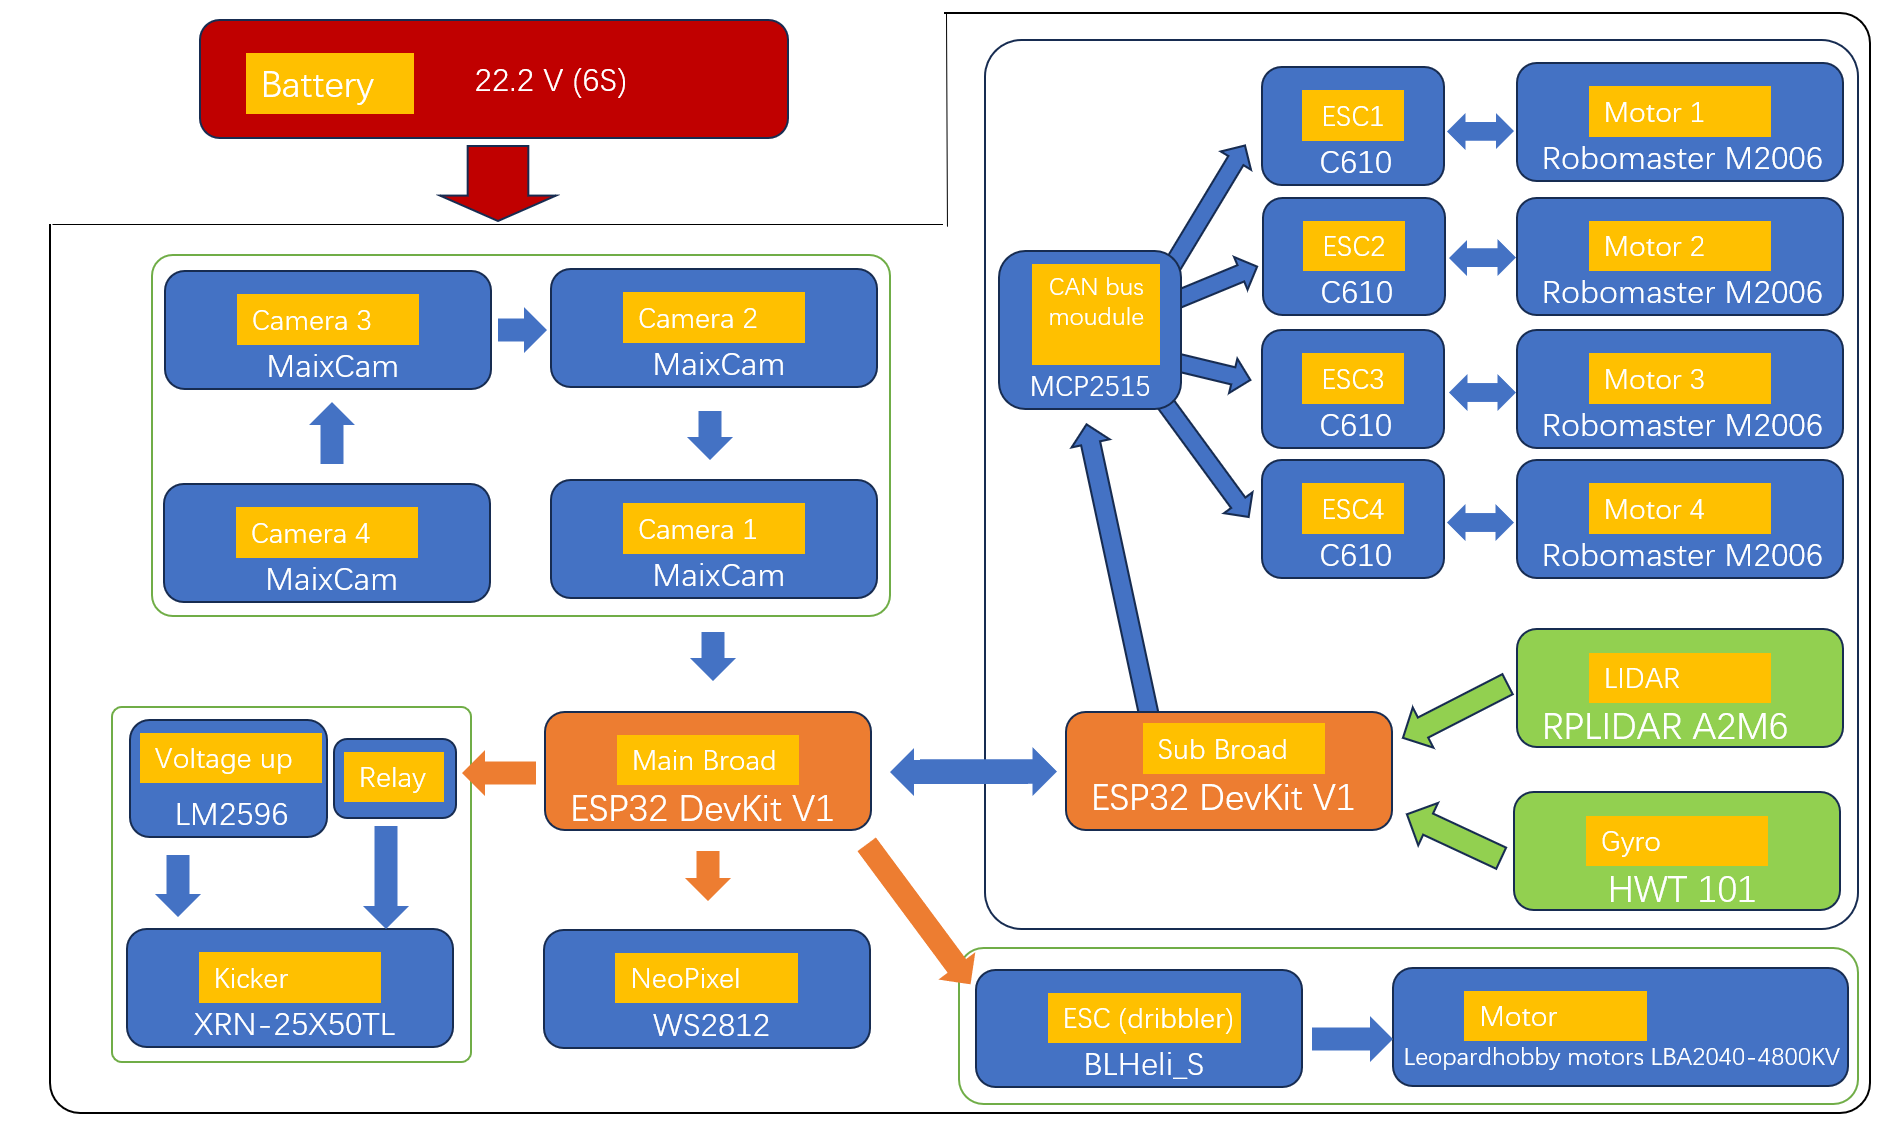 Battery
22.2 V (6S)
Camera 3
MaixCam
Camera 2
MaixCam
Camera 4
MaixCam
Camera 1
MaixCam
Voltage up
LM2596
Relay
Kicker
XRN-25X50TL
Main Broad
ESP32 DevKit V1
NeoPixel
WS2812
CAN bus
moudule
MCP2515
ESC1
C610
Motor 1
Robomaster M2006
ESC2
C610
Motor 2
Robomaster M2006
ESC3
C610
Motor 3
Robomaster M2006
ESC4
C610
Motor 4
Robomaster M2006
Sub Broad
ESP32 DevKit V1
LIDAR
RPLIDAR A2M6
Gyro
HWT 101
ESC (dribbler)
BLHeli_S
Motor
Leopardhobby motors LBA2040-4800KV